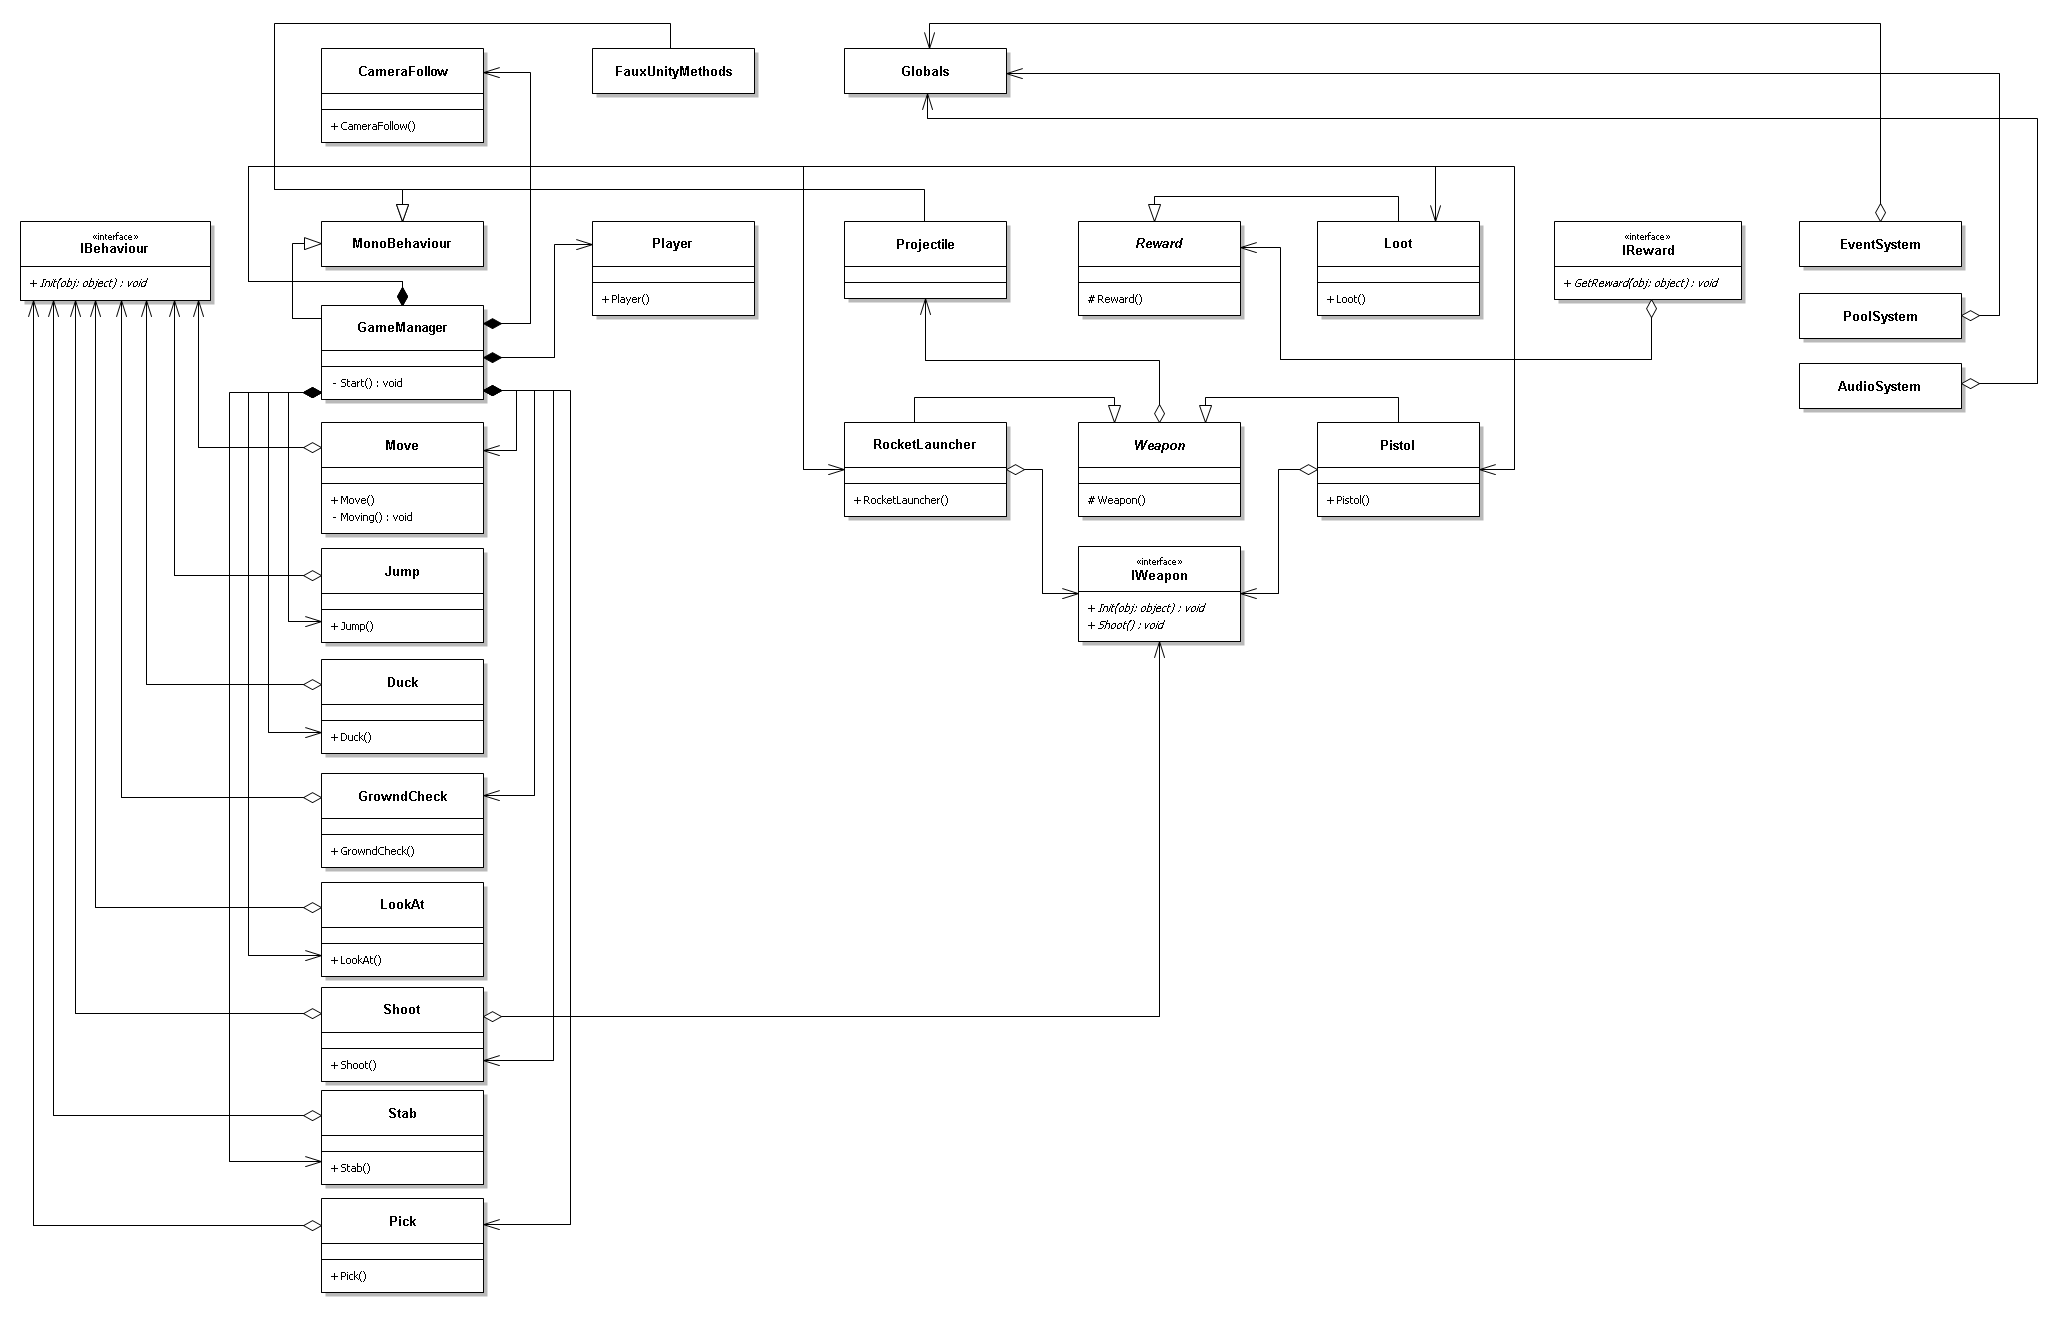 CameraFollow
+ CameraFollow()
FauxUnityMethods
Globals
«interface»
IBehaviour
+ Init(obj: object) : void
MonoBehaviour
Player
+ Player()
Projectile
Reward
# Reward()
Loot
+ Loot()
«interface»
IReward
+ GetReward(obj: object) : void
EventSystem
PoolSystem
AudioSystem
GameManager
- Start() : void
Move
+ Move()
- Moving() : void
RocketLauncher
+ RocketLauncher()
Weapon
# Weapon()
Pistol
+ Pistol()
«interface»
IWeapon
+ Init(obj: object) : void
+ Shoot() : void
Jump
+ Jump()
Duck
+ Duck()
GrowndCheck
+ GrowndCheck()
LookAt
+ LookAt()
Shoot
+ Shoot()
Stab
+ Stab()
Pick
+ Pick()